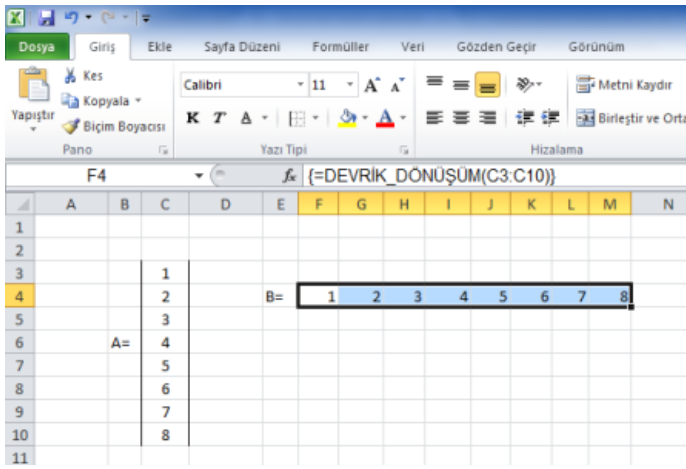 Dosya Giriş Ekle Sayfa Düzeni Formüller Veri Gözden Geçir Görünüm
Kes
Kopyala
Biçim Boyacısı
Yapıştır
Calibri 11 A A
K T A A
Metni Kaydır
Birleştir ve Orta
Pano Yazı Tipi Hizalama
F4 fx {=DEVRİK_DÖNÜŞÜM(C3:C10)}
A B C D E F G H I J K L M N
1
2
3 1
4 2 B= 1 2 3 4 5 6 7 8
5 3
6 A= 4
7 5
8 6
9 7
10 8
11